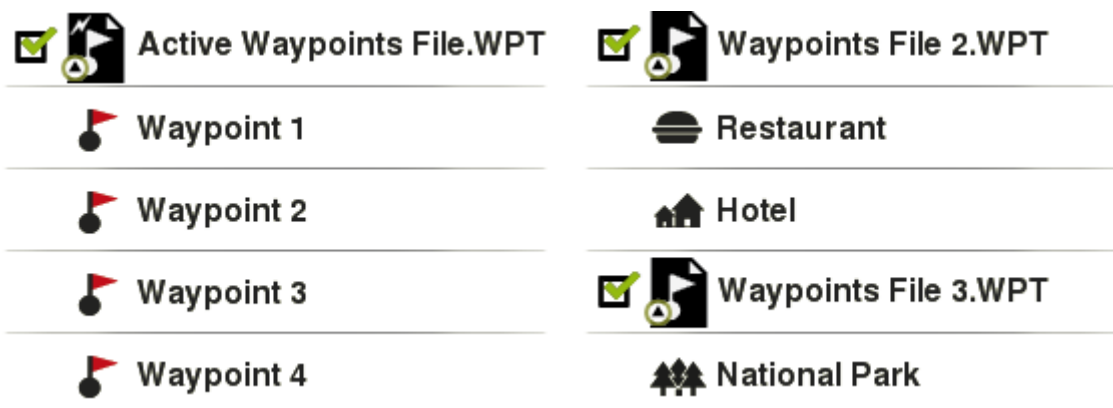 Active Waypoints File.WPT
Waypoint 1
Waypoint 2
Waypoint 3
Waypoint 4
Waypoints File 2.WPT
Restaurant
Hotel
Waypoints File 3.WPT
National Park